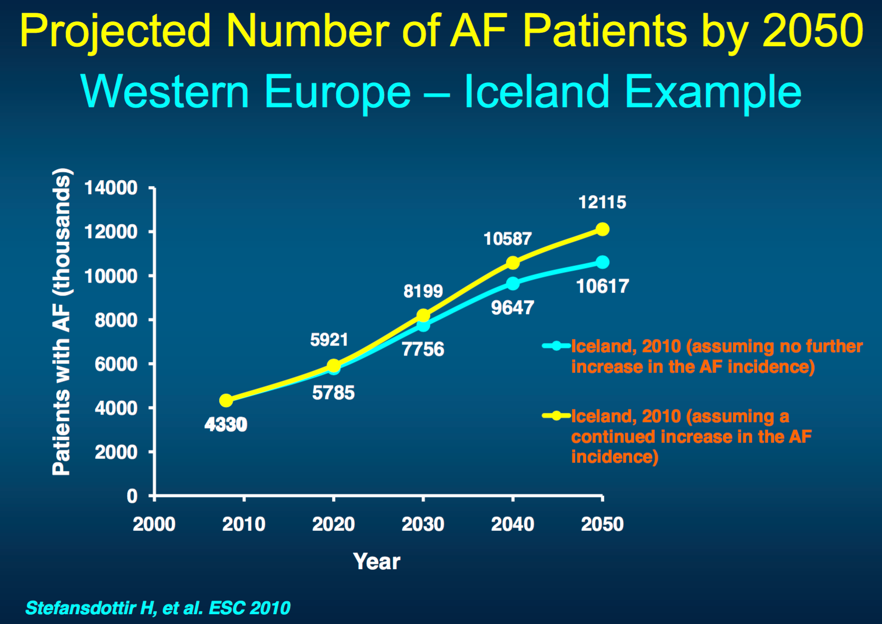 Projected Number of AF Patients by 2050
Western Europe – Iceland Example
Patients with AF (thousands)
14000
12000
10000
8000
6000
4000
2000
0
2000 2010 2020 2030 2040 2050
Year
4330
5921
5785
8199
7756
10587
9647
12115
10617
Iceland, 2010 (assuming no further
increase in the AF incidence)
Iceland, 2010 (assuming a
continued increase in the AF
incidence)
Stefansdottir H, et al. ESC 2010